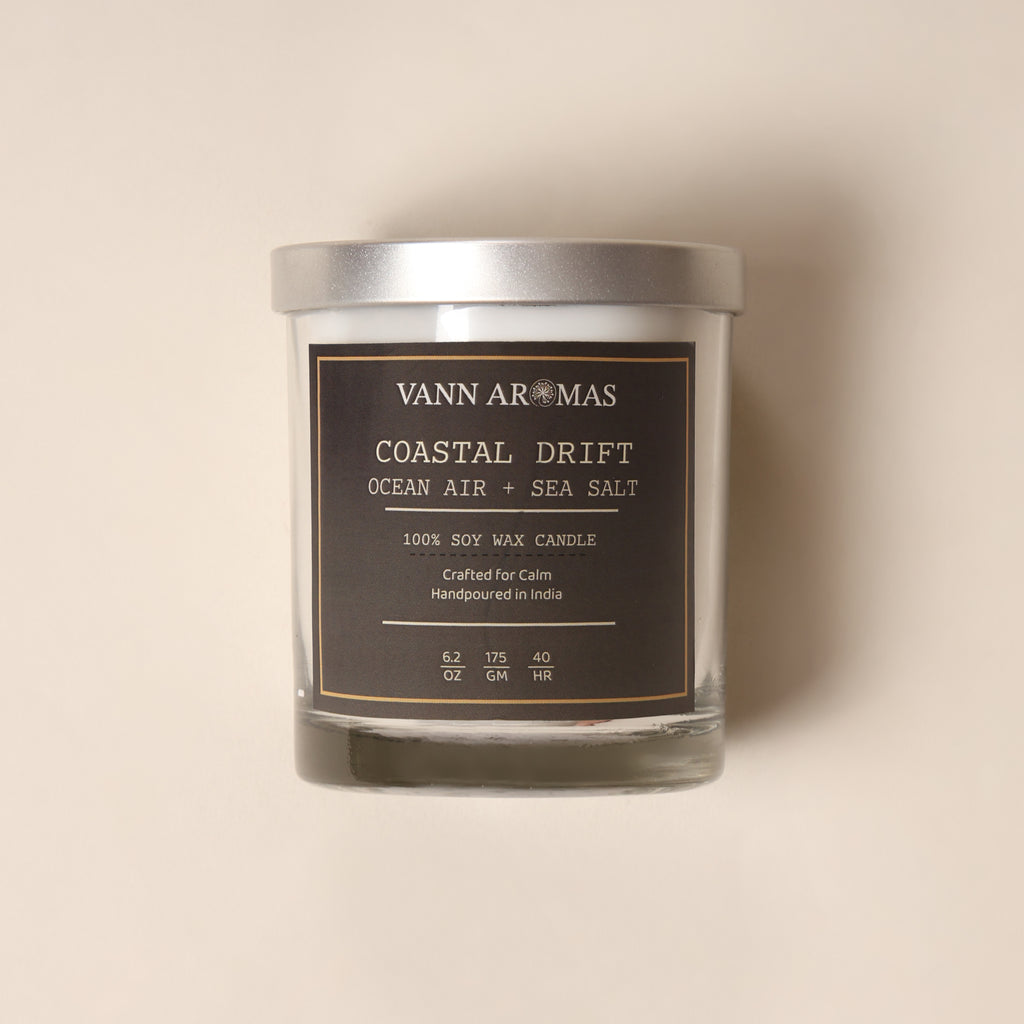 VANN AROMAS
COASTAL DRIFT
OCEAN AIR + SEA SALT
100% SOY WAX CANDLE
Crafted for Calm
Handpoured in India
6.2 175 40
OZ GM HR